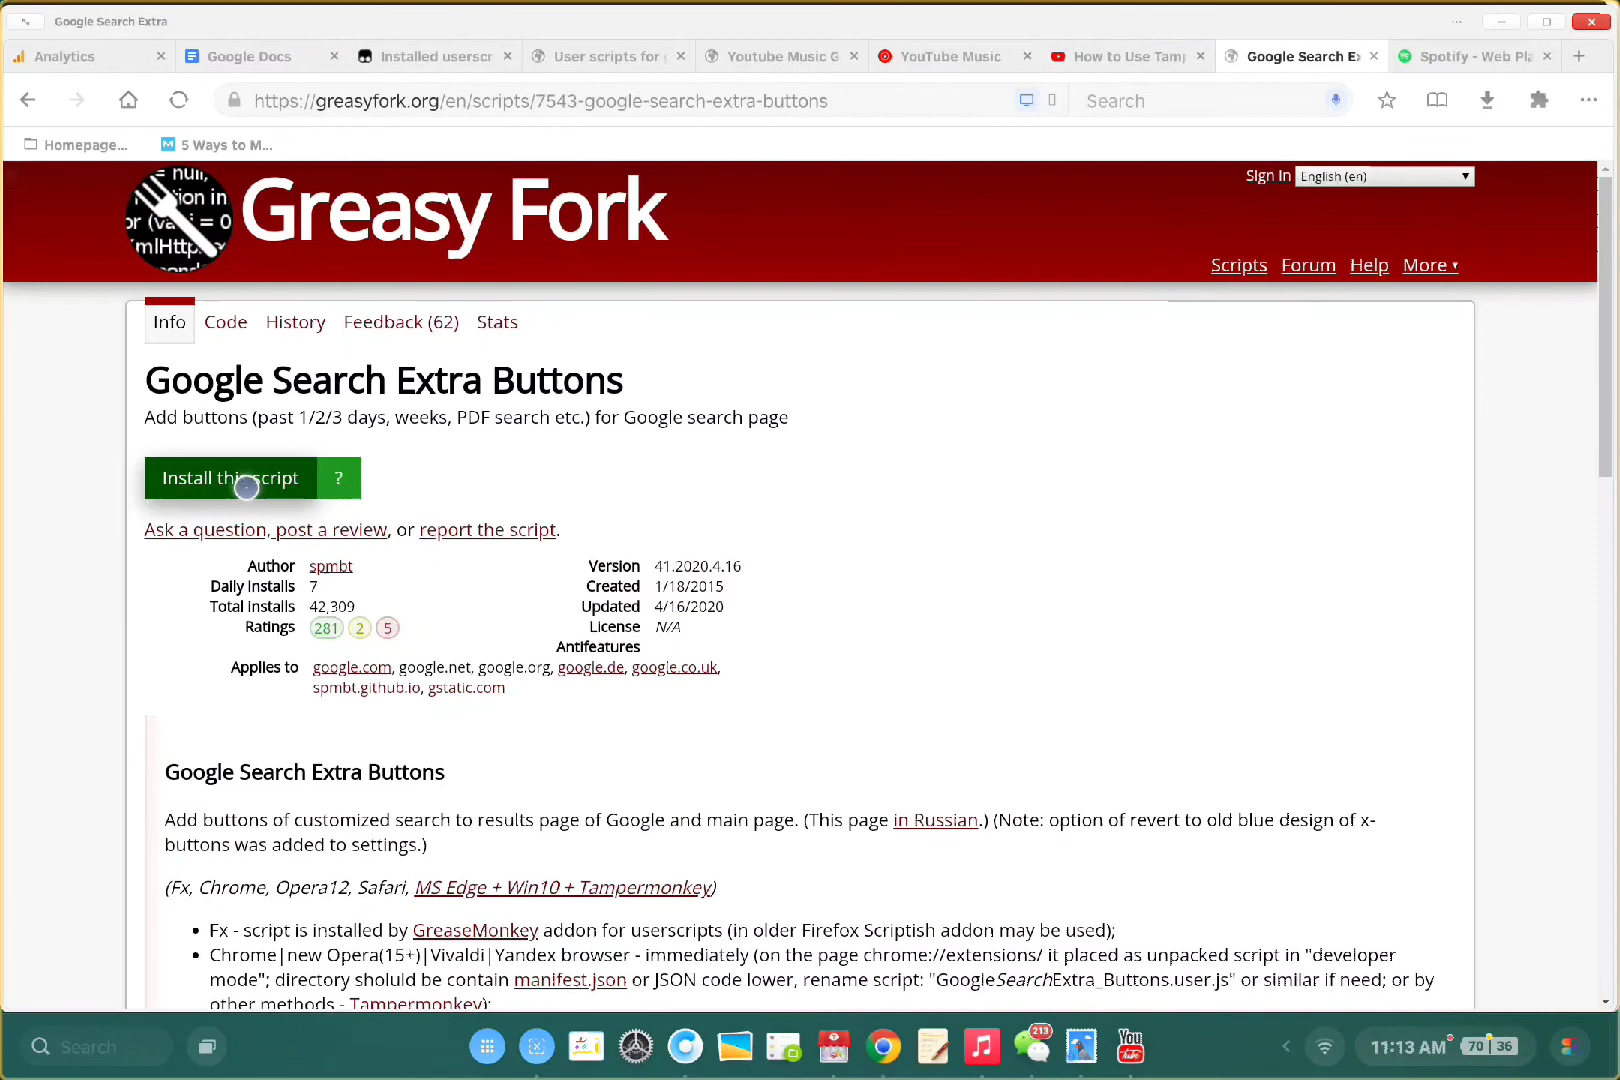 Google Search Extra
Analytics
Google Docs
Installed userscr
User scripts for
Youtube Music G
YouTube Music
How to Use Tamp
Google Search Ex
Spotify - Web Pla
https://greasyfork.org/en/scripts/7543-google-search-extra-buttons
Search
Homepage...
5 Ways to M...
Greasy Fork
Sign In English (en)
Scripts Forum Help More
Info Code History Feedback (62) Stats
Google Search Extra Buttons
Add buttons (past 1/2/3 days, weeks, PDF search etc.) for Google search page
Install this script ?
Ask a question, post a review, or report the script.
Author spmbt Version 41.2020.4.16
Daily Installs 7 Created 1/18/2015
Total Installs 42,309 Updated 4/16/2020
Ratings 281 2 5 License N/A
Antifeatures
Applies to google.com, google.net, google.org, google.de, google.co.uk,
spmbt.github.io, gstatic.com
Google Search Extra Buttons
Add buttons of customized search to results page of Google and main page. (This page in Russian.) (Note: option of revert to old blue design of x-
buttons was added to settings.)
(Fx, Chrome, Opera12, Safari, MS Edge + Win10 + Tampermonkey)
Fx - script is installed by GreaseMonkey addon for userscripts (in older Firefox Scriptish addon may be used);
Chrome|new Opera(15+)|Vivaldi|Yandex browser - immediately (on the page chrome://extensions/ it placed as unpacked script in "developer
mode"; directory should be contain manifest.json or JSON code lower, rename script: "GoogleSearchExtra_Buttons.user.js" or similar if need; or by
other methods - Tampermonkey);
Search
213
You
Tube
11:13 AM
70 | 36